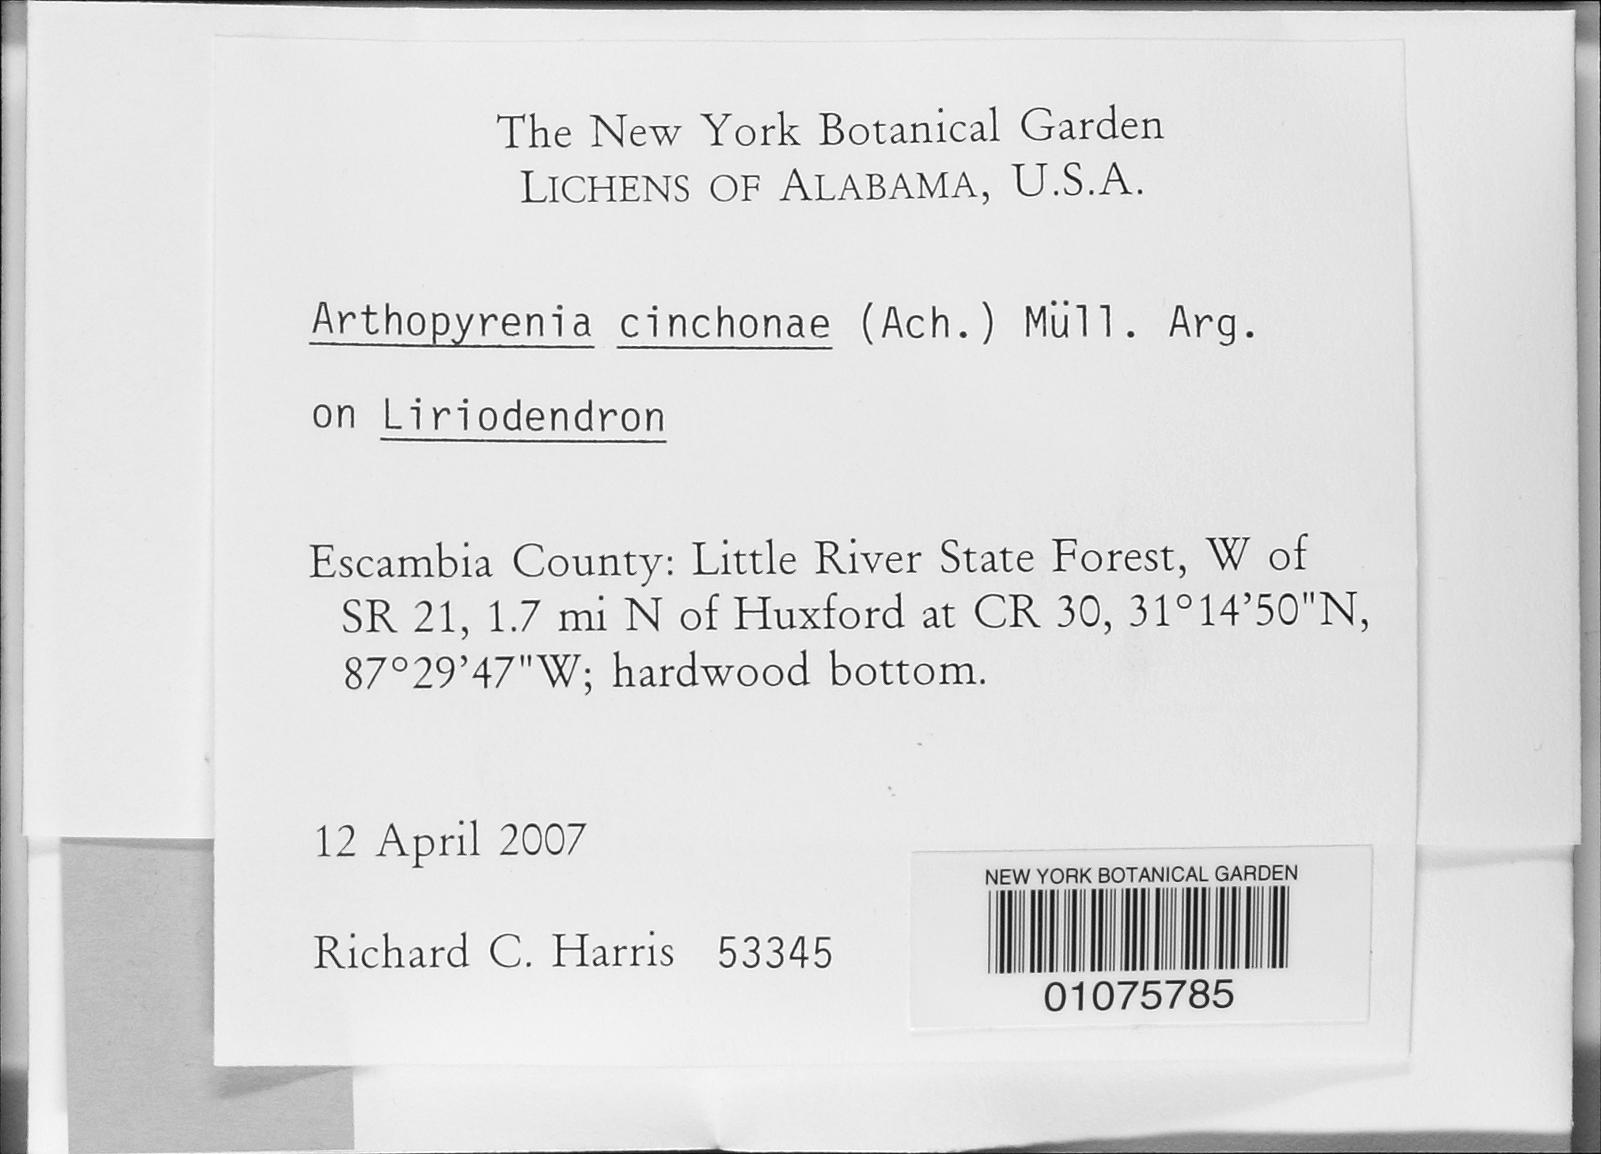 The New York Botanical Garden
LICHENS OF ALABAMA, U.S.A.
Arthopyrenia cinchonae (Ach.) Müll. Arg.
on Liriodendron
Escambia County: Little River State Forest, W of
SR 21, 1.7 mi N of Huxford at CR 30, 31°14'50"N,
87°29'47"W; hardwood bottom.
12 April 2007
Richard C. Harris 53345
NEW YORK BOTANICAL GARDEN
01075785